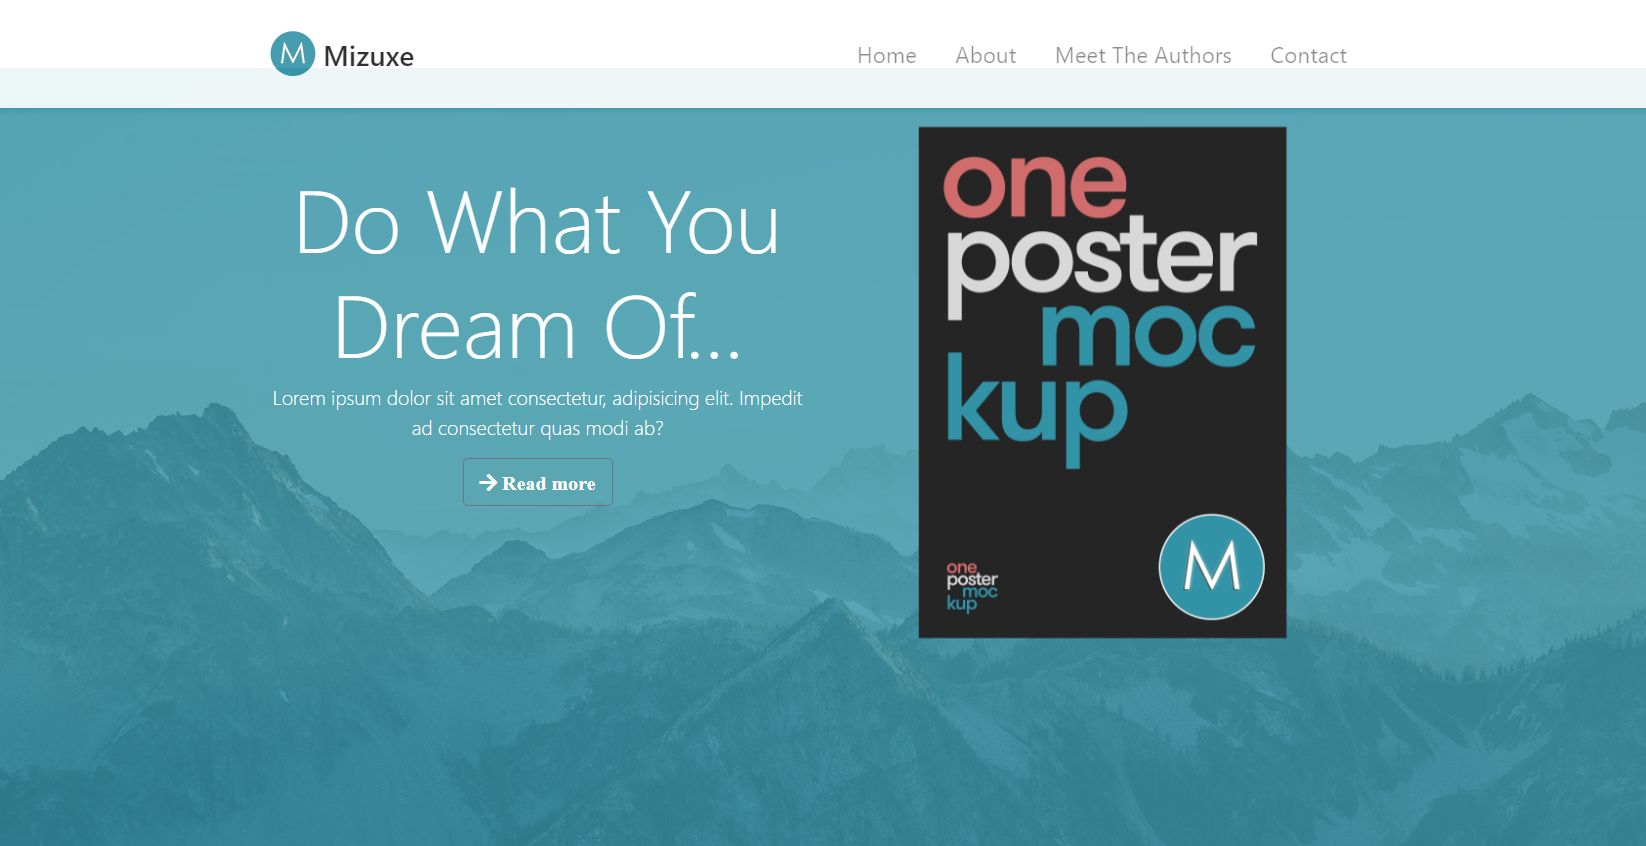 M Mizuxe
Home About Meet The Authors Contact
Do What You
Dream Of...
Lorem ipsum dolor sit amet consectetur, adipisicing elit. Impedit
ad consectetur quas modi ab?
Read more
one
poster
moc
kup
one
poster
moc
kup
M